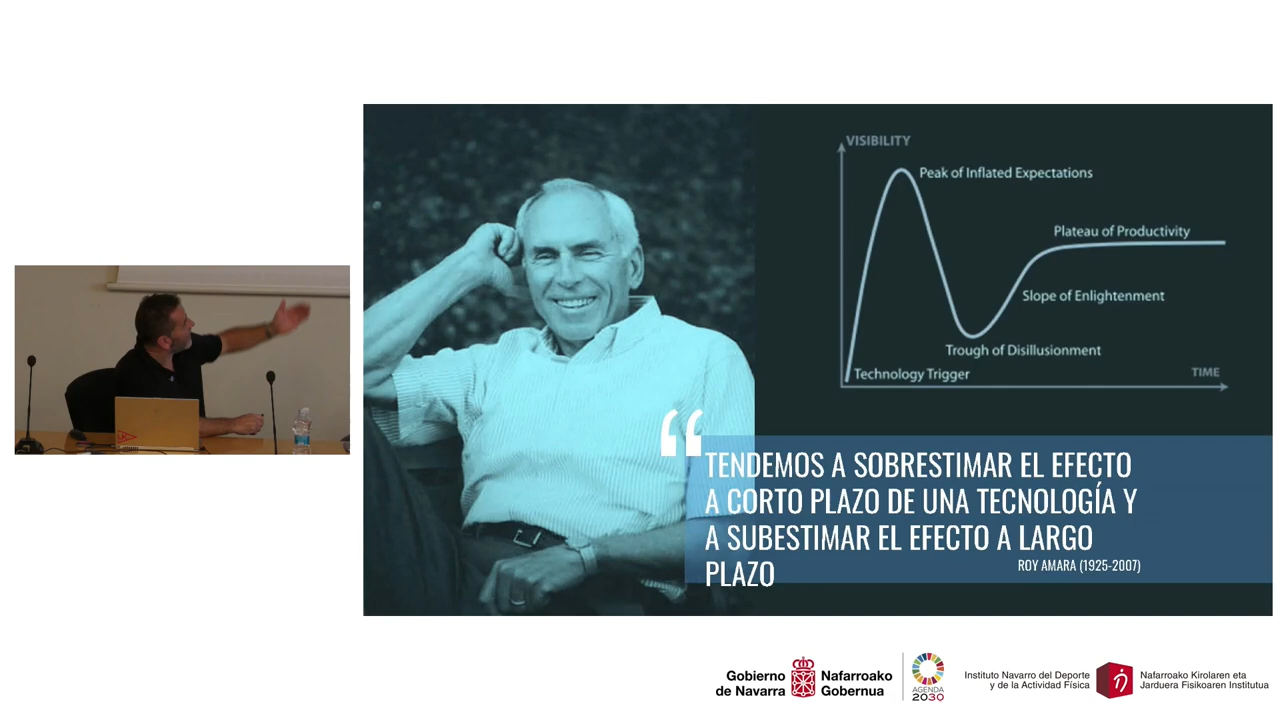 VISIBILITY
Peak of Inflated Expectations
Plateau of Productivity
Slope of Enlightenment
Trough of Disillusionment
Technology Trigger
TIME
“
TENDEMOS A SOBRESTIMAR EL EFECTO
A CORTO PLAZO DE UNA TECNOLOGÍA Y
A SUBESTIMAR EL EFECTO A LARGO
PLAZO
ROY AMARA (1925-2007)
Gobierno
de Navarra
Nafarroako
Gobernua
AGENDA
2030
Instituto Navarro del Deporte
y de la Actividad Física
Nafarroako Kirolaren eta
Jarduera Fisikoaren Institutua